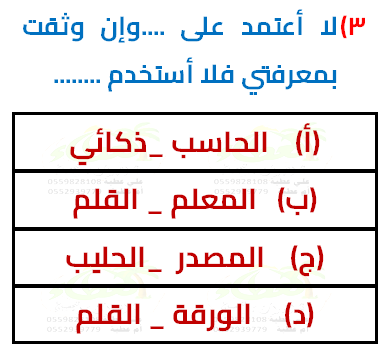 ٣) لا أعتمد على ....وإن وثقت
بمعرفتي فلا أستخدم ........
(أ) الحاسب _ذكائي
(ب) المعلم _ القلم
(ج) المصدر _الحليب
(د) الورقة _ القلم